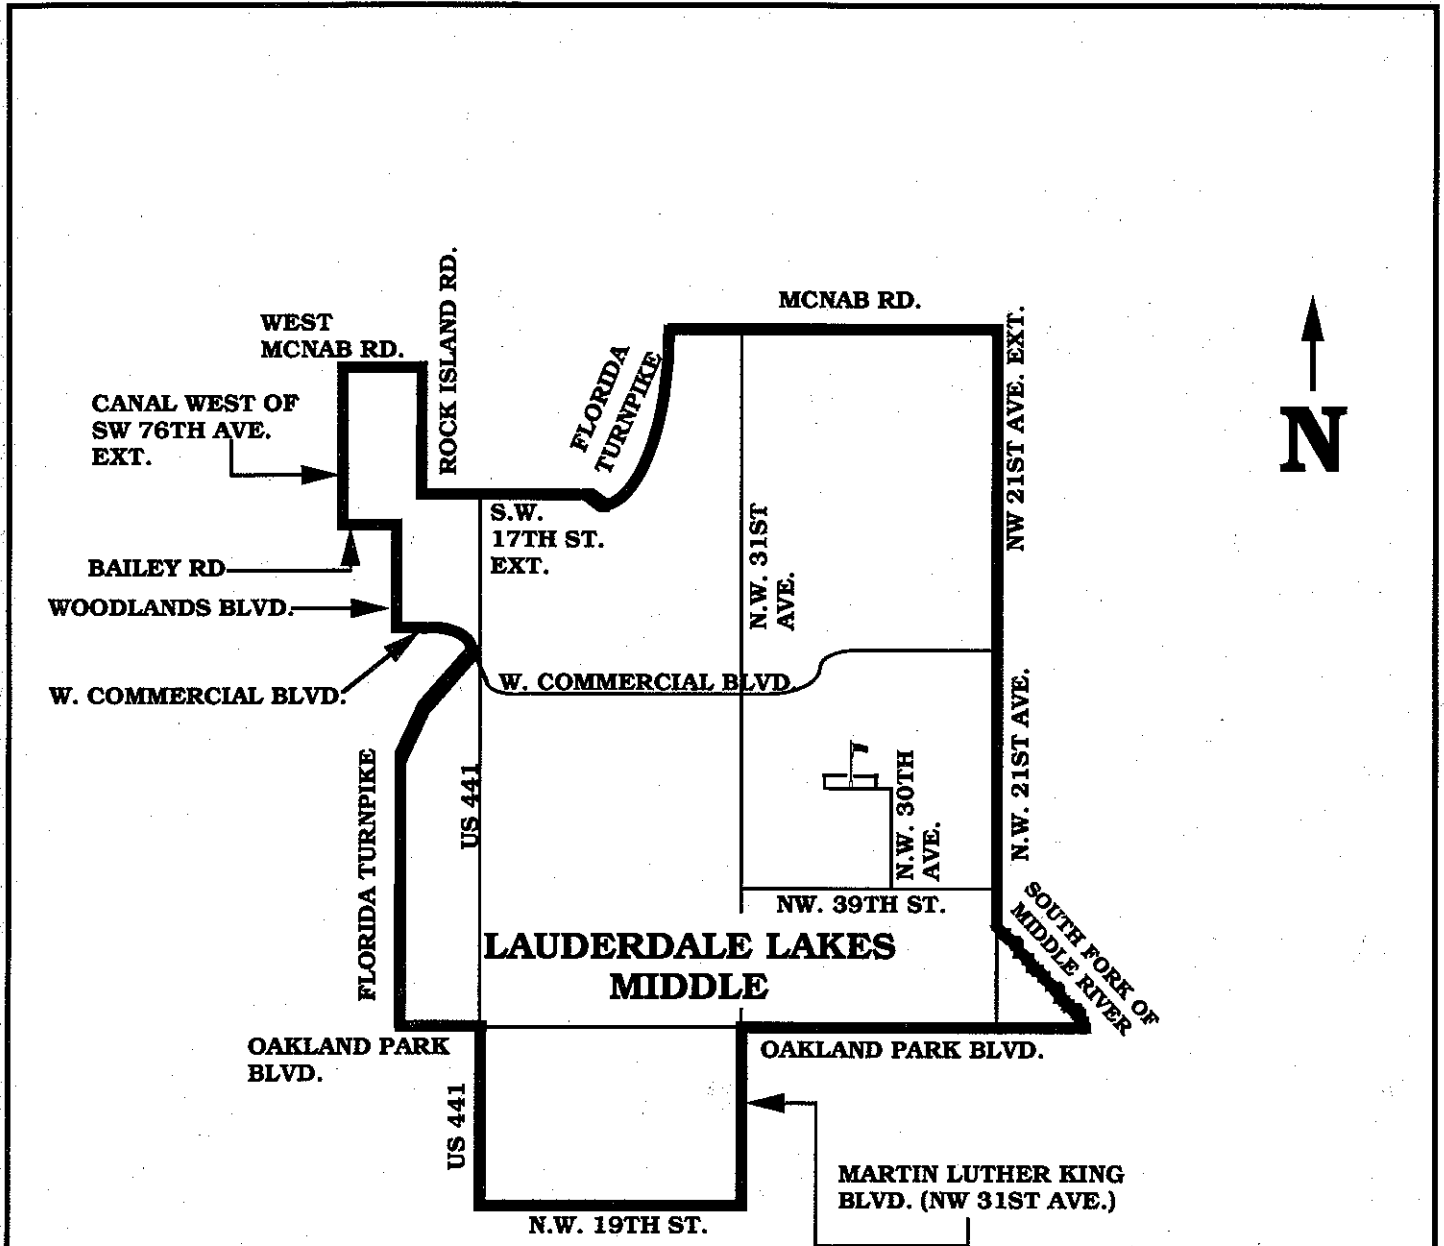 MCNAB RD.
WEST
MCNAB RD.
ROCK ISLAND RD.
FLORIDA
TURNPIKE
NW 21ST AVE. EXT.
CANAL WEST OF
SW 76TH AVE.
EXT.
N
S.W.
17TH ST.
EXT.
N.W. 31ST
AVE.
BAILEY RD
WOODLANDS BLVD.
W. COMMERCIAL BLVD.
W. COMMERCIAL BLVD.
N.W. 21ST AVE.
FLORIDA TURNPIKE
US 441
N.W. 30TH
AVE.
NW. 39TH ST.
SOUTH FORK OF
MIDDLE RIVER
LAUDERDALE LAKES
MIDDLE
OAKLAND PARK
BLVD.
OAKLAND PARK BLVD.
US 441
MARTIN LUTHER KING
BLVD. (NW 31ST AVE.)
N.W. 19TH ST.